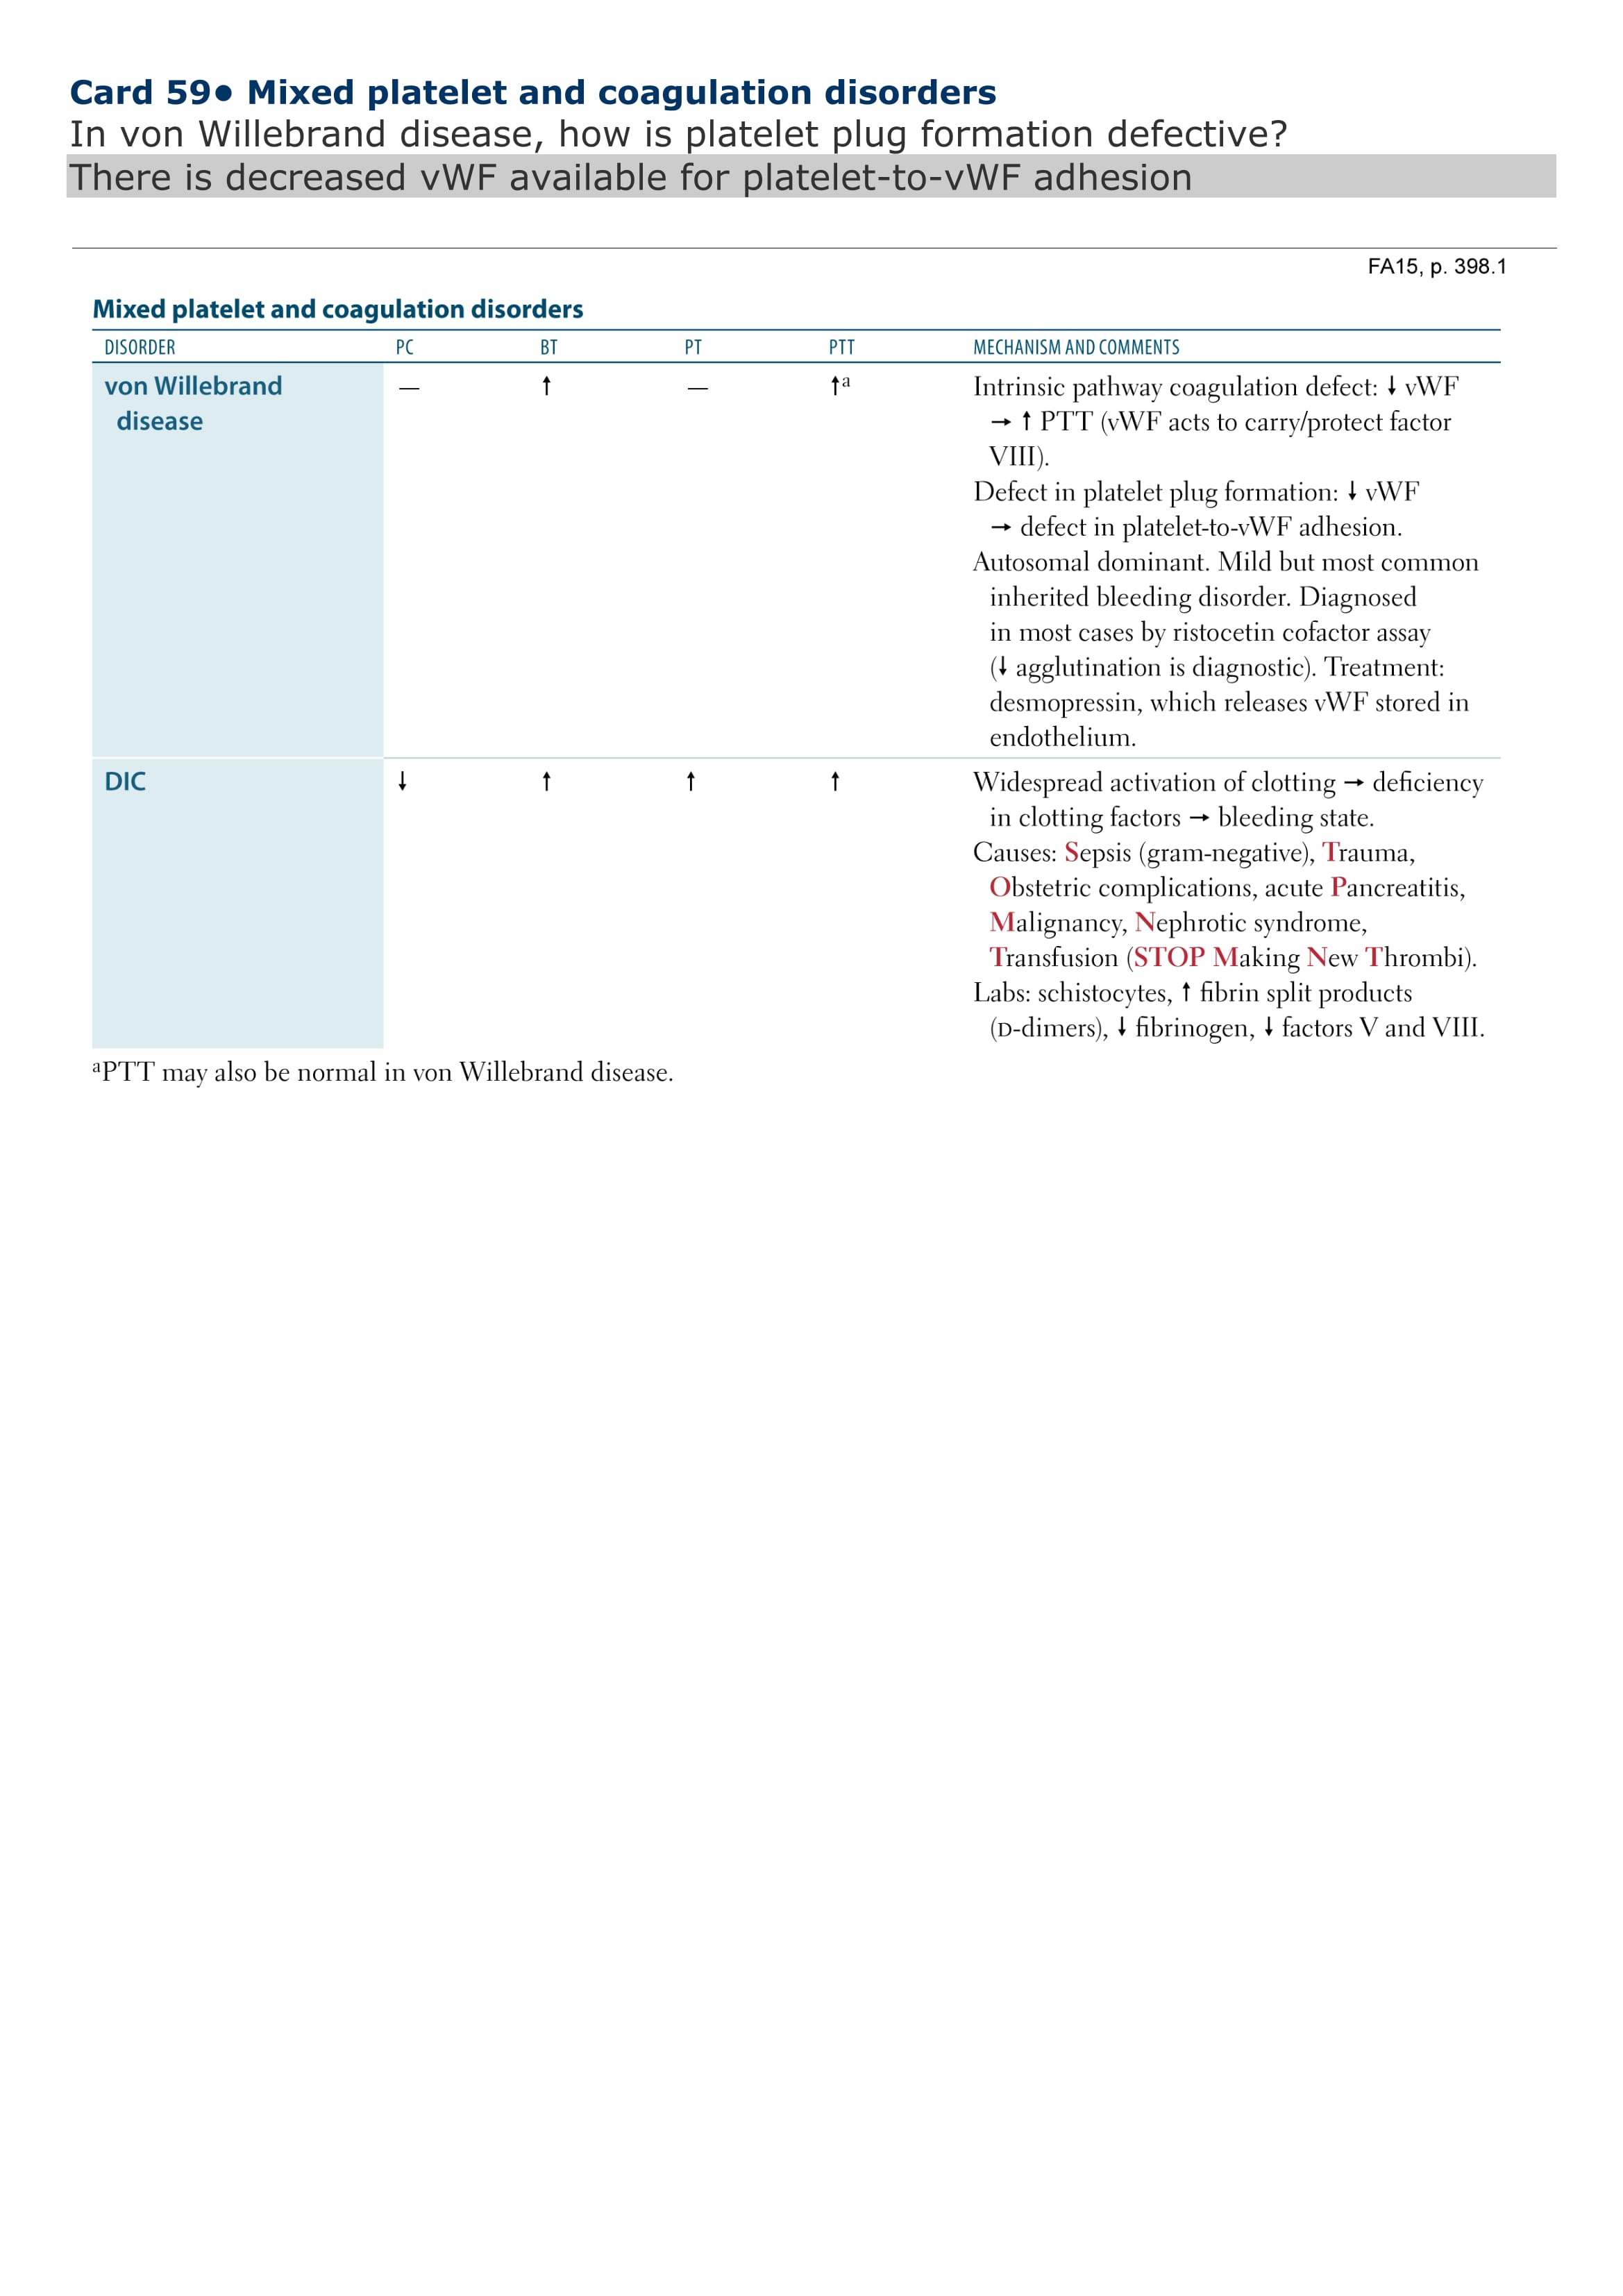 Card 59● Mixed platelet and coagulation disorders
In von Willebrand disease, how is platelet plug formation defective?
There is decreased vWF available for platelet-to-vWF adhesion
FA15, p. 398.1
Mixed platelet and coagulation disorders
DISORDER PC BT PT PTT MECHANISM AND COMMENTS
von Willebrand — ↑ — ↑ᵃ Intrinsic pathway coagulation defect: ↓ vWF
disease → ↑ PTT (vWF acts to carry/protect factor
VIII).
Defect in platelet plug formation: ↓ vWF
→ defect in platelet-to-vWF adhesion.
Autosomal dominant. Mild but most common
inherited bleeding disorder. Diagnosed
in most cases by ristocetin cofactor assay
(↓ agglutination is diagnostic). Treatment:
desmopressin, which releases vWF stored in
endothelium.
DIC ↓ ↑ ↑ ↑ Widespread activation of clotting → deficiency
in clotting factors → bleeding state.
Causes: Sepsis (gram-negative), Trauma,
Obstetric complications, acute Pancreatitis,
Malignancy, Nephrotic syndrome,
Transfusion (STOP Making New Thrombi).
Labs: schistocytes, ↑ fibrin split products
(D-dimers), ↓ fibrinogen, ↓ factors V and VIII.
ᵃPTT may also be normal in von Willebrand disease.